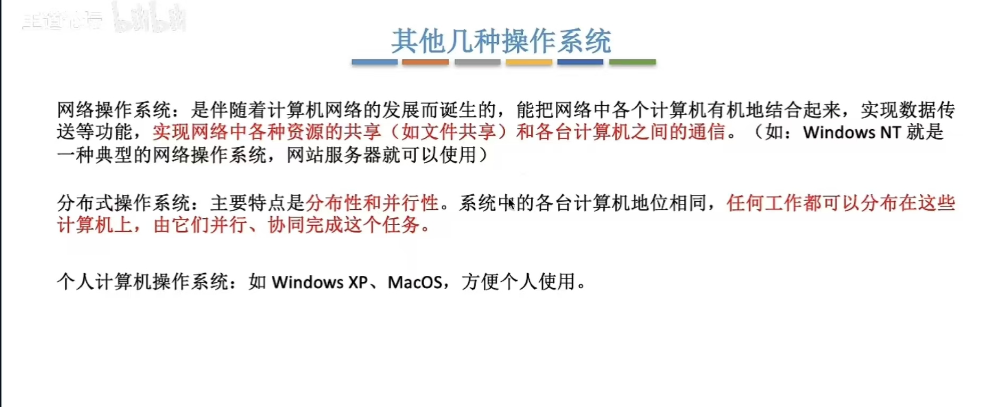 bilibili
其他几种操作系统
网络操作系统：是伴随着计算机网络的发展而诞生的，能把网络中各个计算机有机地结合起来，实现数据传
送等功能，实现网络中各种资源的共享（如文件共享）和各台计算机之间的通信。（如：Windows NT 就是
一种典型的网络操作系统，网站服务器就可以使用）
分布式操作系统：主要特点是分布性和并行性。系统中的各台计算机地位相同，任何工作都可以分布在这些
计算机上，由它们并行、协同完成这个任务。
个人计算机操作系统：如 Windows XP、MacOS，方便个人使用。